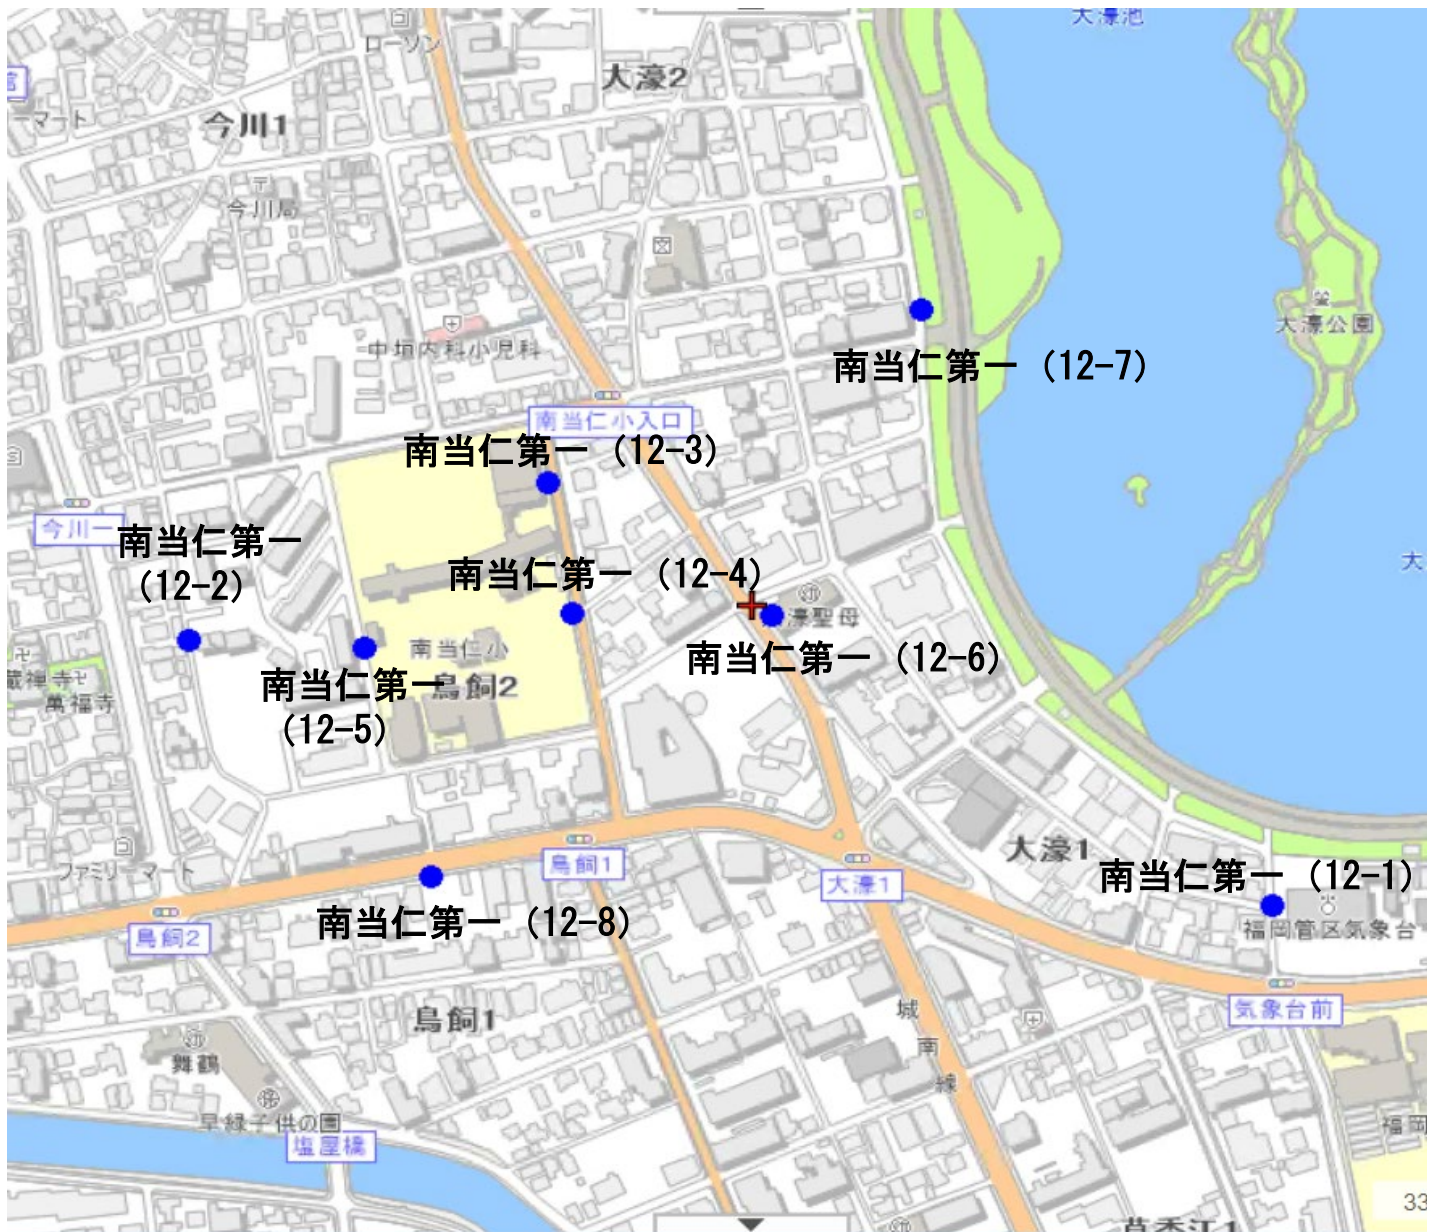 大濠池
ローソン
大濠2
ーマート
今川1
〒
今川局
大濠公園
中垣内科小児科
南当仁第一 (12-7)
南当仁小入口
南当仁第一 (12-3)
今川一
南当仁第一
(12-2)
南当仁第一 (12-4)
大
濠聖母
南当仁小
南当仁第一 (12-6)
蔵禅寺
萬福寺
南当仁第一
(12-5)
鳥飼2
大濠1
ファミリーマート
鳥飼1
大濠1
南当仁第一 (12-1)
南当仁第一 (12-8)
鳥飼2
福岡管区気象台
気象台前
鳥飼1
城
南
線
舞鶴
早緑子供の園
塩屋橋
福岡
33
草香江1